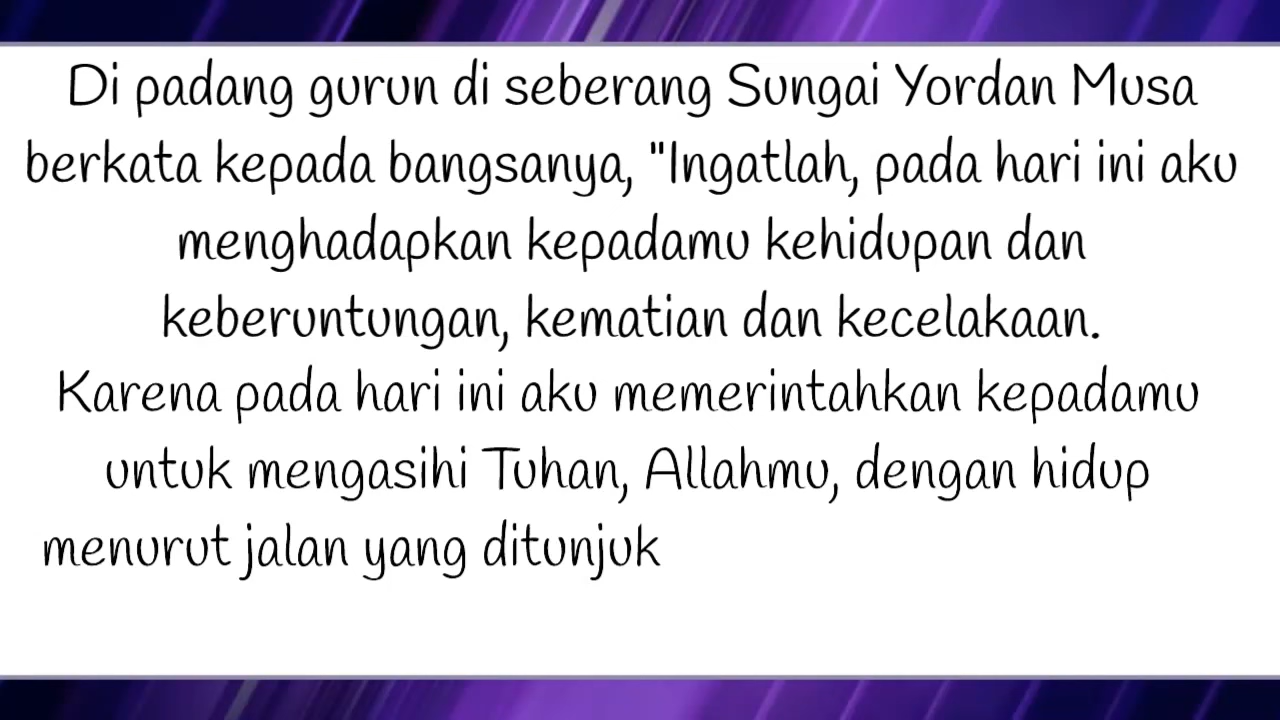 Di padang gurun di seberang Sungai Yordan Musa
berkata kepada bangsanya, "Ingatlah, pada hari ini aku
menghadapkan kepadamu kehidupan dan
keberuntungan, kematian dan kecelakaan.
Karena pada hari ini aku memerintahkan kepadamu
untuk mengasihi Tuhan, Allahmu, dengan hidup
menurut jalan yang ditunjuk